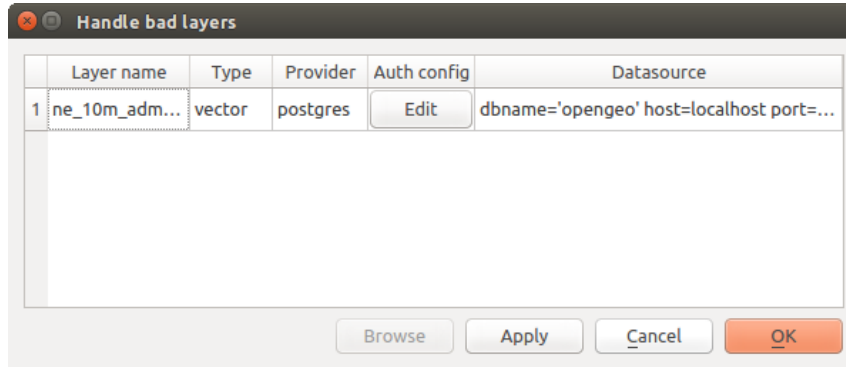 Handle bad layers
Layer name Type Provider Auth config Datasource
1 ne_10m_adm... vector postgres Edit dbname='opengeo' host=localhost port=...
Browse Apply Cancel OK